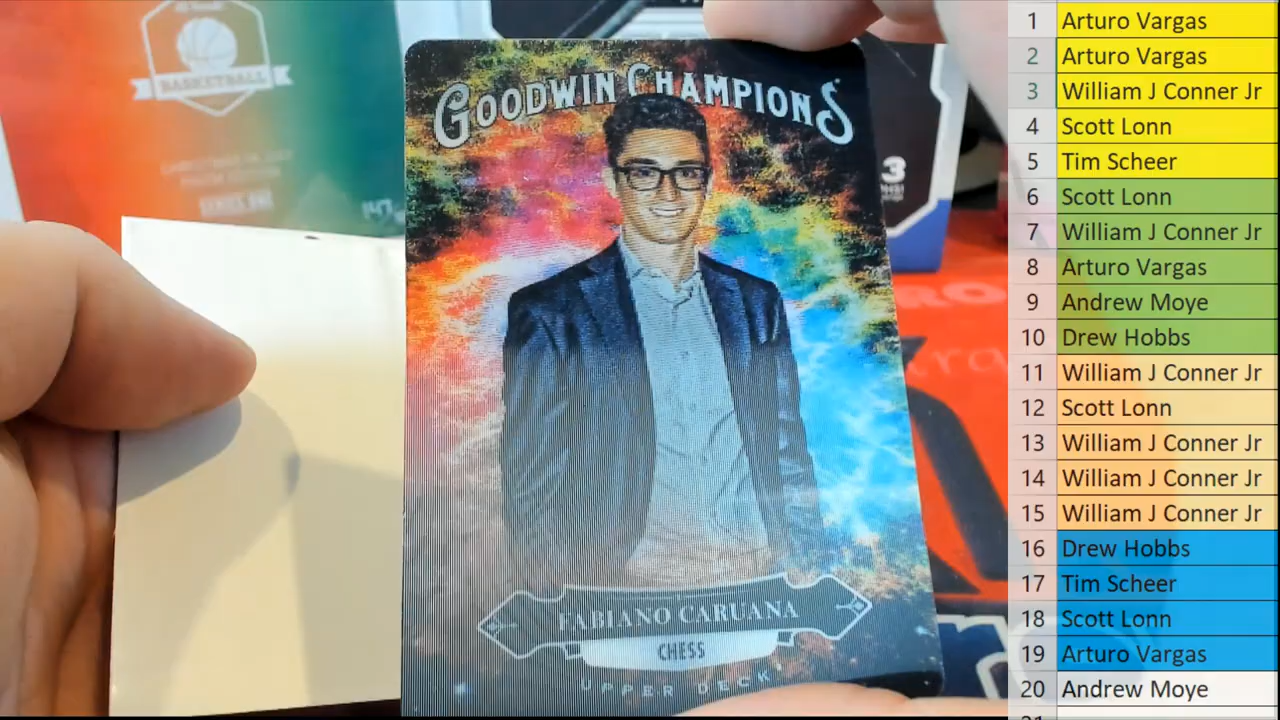 BASKETBALL
SERIES ONE
GOODWIN CHAMPIONS
FABIANO CARUANA
CHESS
UPPER DECK
3
1 Arturo Vargas
2 Arturo Vargas
3 William J Conner Jr
4 Scott Lonn
5 Tim Scheer
6 Scott Lonn
7 William J Conner Jr
8 Arturo Vargas
9 Andrew Moye
10 Drew Hobbs
11 William J Conner Jr
12 Scott Lonn
13 William J Conner Jr
14 William J Conner Jr
15 William J Conner Jr
16 Drew Hobbs
17 Tim Scheer
18 Scott Lonn
19 Arturo Vargas
20 Andrew Moye